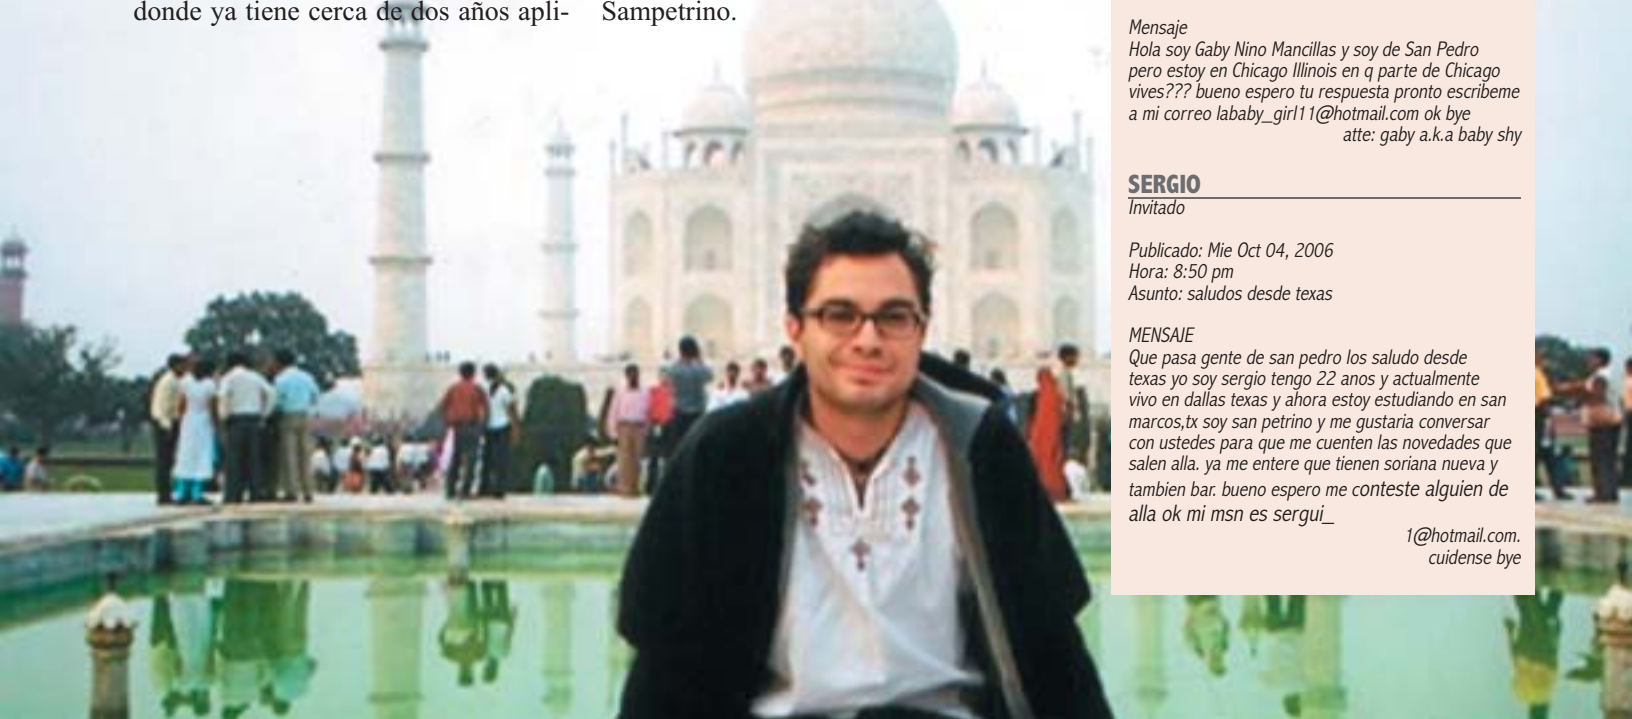 donde ya tiene cerca de dos años apli-
Sampetrino.
Mensaje
Hola soy Gaby Nino Mancillas y soy de San Pedro
pero estoy en Chicago Illinois en q parte de Chicago
vives??? bueno espero tu respuesta pronto escribeme
a mi correo lababy_girl11@hotmail.com ok bye
atte: gaby a.k.a baby shy
SERGIO
Invitado
Publicado: Mie Oct 04, 2006
Hora: 8:50 pm
Asunto: saludos desde texas
MENSAJE
Que pasa gente de san pedro los saludo desde
texas yo soy sergio tengo 22 anos y actualmente
vivo en dallas texas y ahora estoy estudiando en san
marcos,tx soy san petrino y me gustaria conversar
con ustedes para que me cuenten las novedades que
salen alla. ya me entere que tienen soriana nueva y
tambien bar. bueno espero me conteste alguien de
alla ok mi msn es sergui_
1@hotmail.com.
cuidense bye